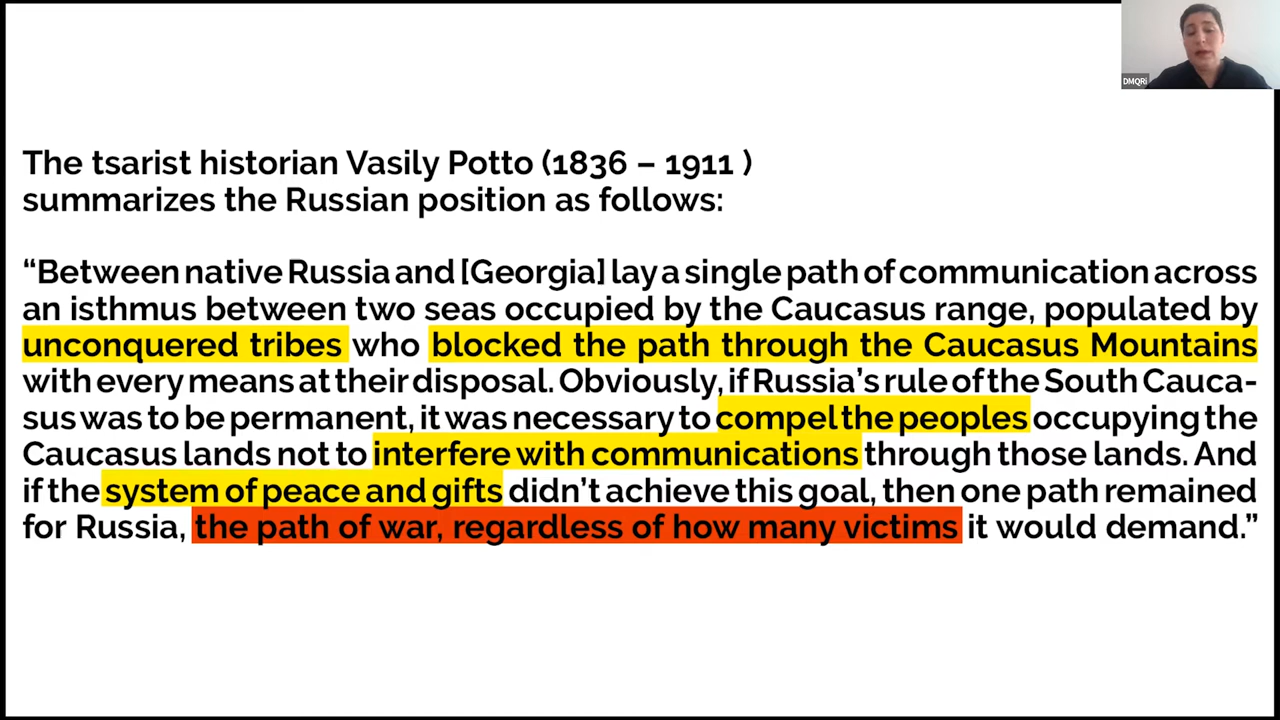 DMQRi
The tsarist historian Vasily Potto (1836 – 1911 )
summarizes the Russian position as follows:
“Between native Russia and [Georgia] lay a single path of communication across
an isthmus between two seas occupied by the Caucasus range, populated by
unconquered tribes who blocked the path through the Caucasus Mountains
with every means at their disposal. Obviously, if Russia’s rule of the South Cauca-
sus was to be permanent, it was necessary to compel the peoples occupying the
Caucasus lands not to interfere with communications through those lands. And
if the system of peace and gifts didn’t achieve this goal, then one path remained
for Russia, the path of war, regardless of how many victims it would demand.”